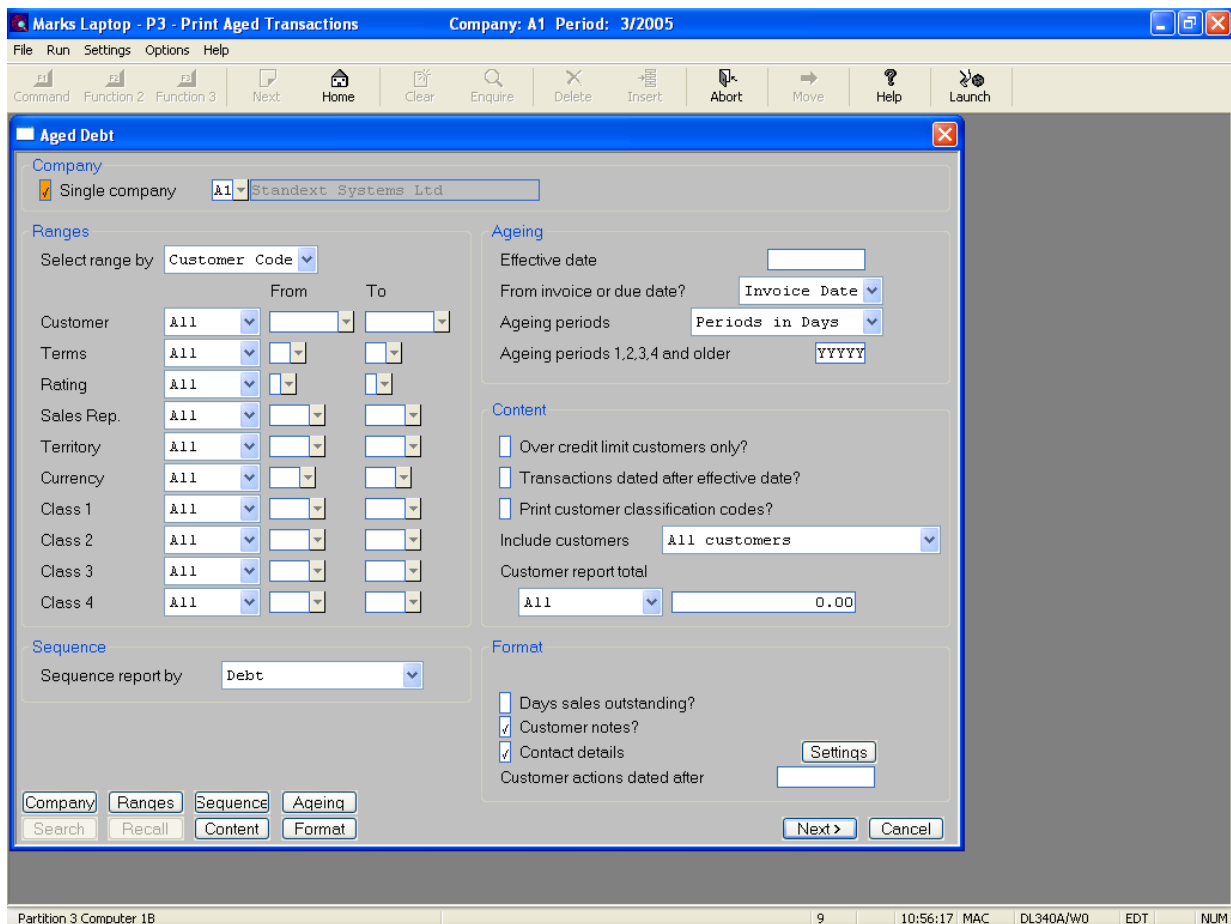 Marks Laptop - P3 - Print Aged Transactions Company: A1 Period: 3/2005
File Run Settings Options Help
F1 F2 F3
Command Function 2 Function 3 Next Home Clear Enquire Delete Insert Abort Move Help Launch
Aged Debt
Company
Single company A1 Standext Systems Ltd
Ranges
Select range by Customer Code
From To
Customer All
Terms All
Rating All
Sales Rep. All
Territory All
Currency All
Class 1 All
Class 2 All
Class 3 All
Class 4 All
Sequence
Sequence report by Debt
Ageing
Effective date
From invoice or due date? Invoice Date
Ageing periods Periods in Days
Ageing periods 1,2,3,4 and older YYYYY
Content
Over credit limit customers only?
Transactions dated after effective date?
Print customer classification codes?
Include customers All customers
Customer report total
All 0.00
Format
Days sales outstanding?
Customer notes?
Contact details Settings
Customer actions dated after
Company Ranges Sequence Ageing
Search Recall Content Format Next > Cancel
Partition 3 Computer 1B 9 10:56:17 MAC DL340A/W0 EDT NUM